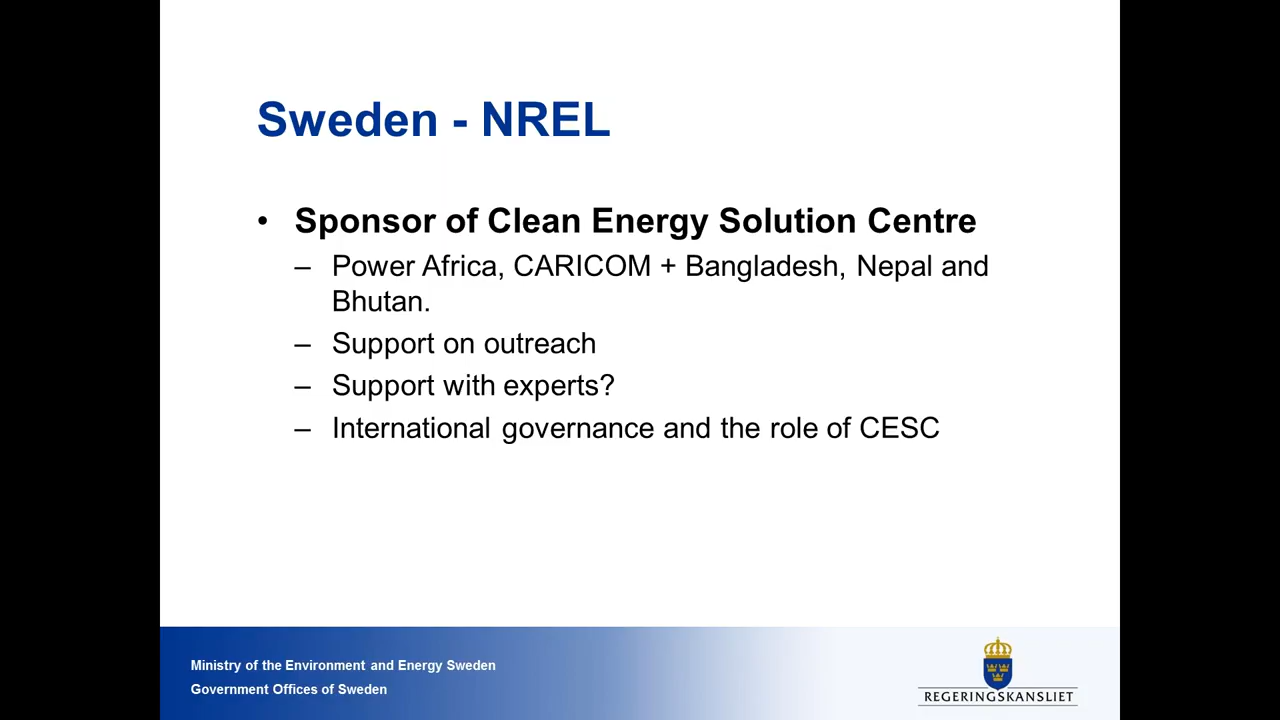 Sweden - NREL
• Sponsor of Clean Energy Solution Centre
– Power Africa, CARICOM + Bangladesh, Nepal and
Bhutan.
– Support on outreach
– Support with experts?
– International governance and the role of CESC
Ministry of the Environment and Energy Sweden
Government Offices of Sweden
REGERINGSKANSLIET